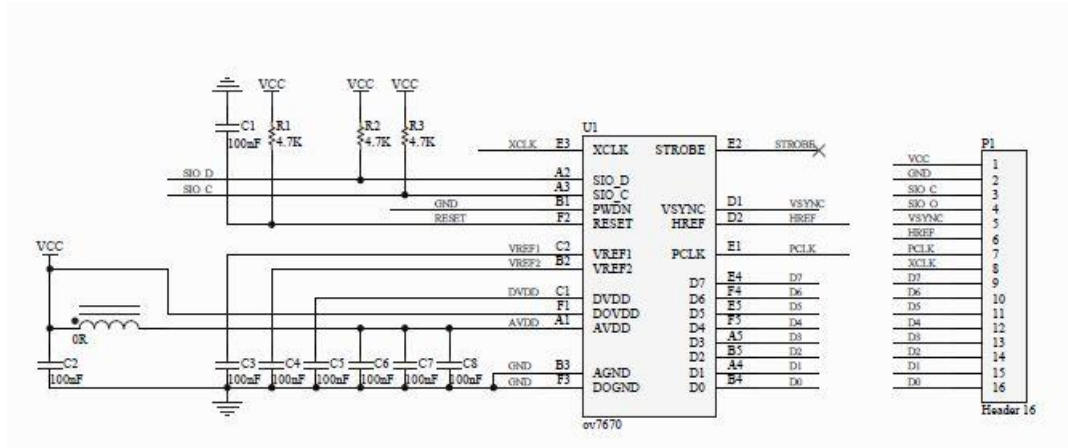 VCC VCC VCC
C1 R1 R2 R3
100nF 4.7K 4.7K 4.7K
U1
XCLK E3 XCLK STROBE E2 STROBE
SIO_D A2 SIO_D
SIO_C A3 SIO_C
GND B1 PWDN VSYNC D1 VSYNC
RESET F2 RESET HREF D2 HREF
VREF1 C2 VREF1 PCLK E1 PCLK
VREF2 B2 VREF2
D7 E4 D7
DVDD C1 DVDD D6 F4 D6
F1 DOVDD D5 E5 D5
AVDD A1 AVDD D4 F5 D4
D3 A5 D3
D2 B5 D2
GND B3 AGND D1 A4 D1
GND F3 DOGND D0 B4 D0
ov7670
VCC
0R
C2 C3 C4 C5 C6 C7 C8
100nF 100nF 100nF 100nF 100nF 100nF 100nF
P1
VCC 1
GND 2
SIO C 3
SIO O 4
VSYNC 5
HREF 6
PCLK 7
XCLK 8
D7 9
D6 10
D5 11
D4 12
D3 13
D2 14
D1 15
D0 16
Header 16